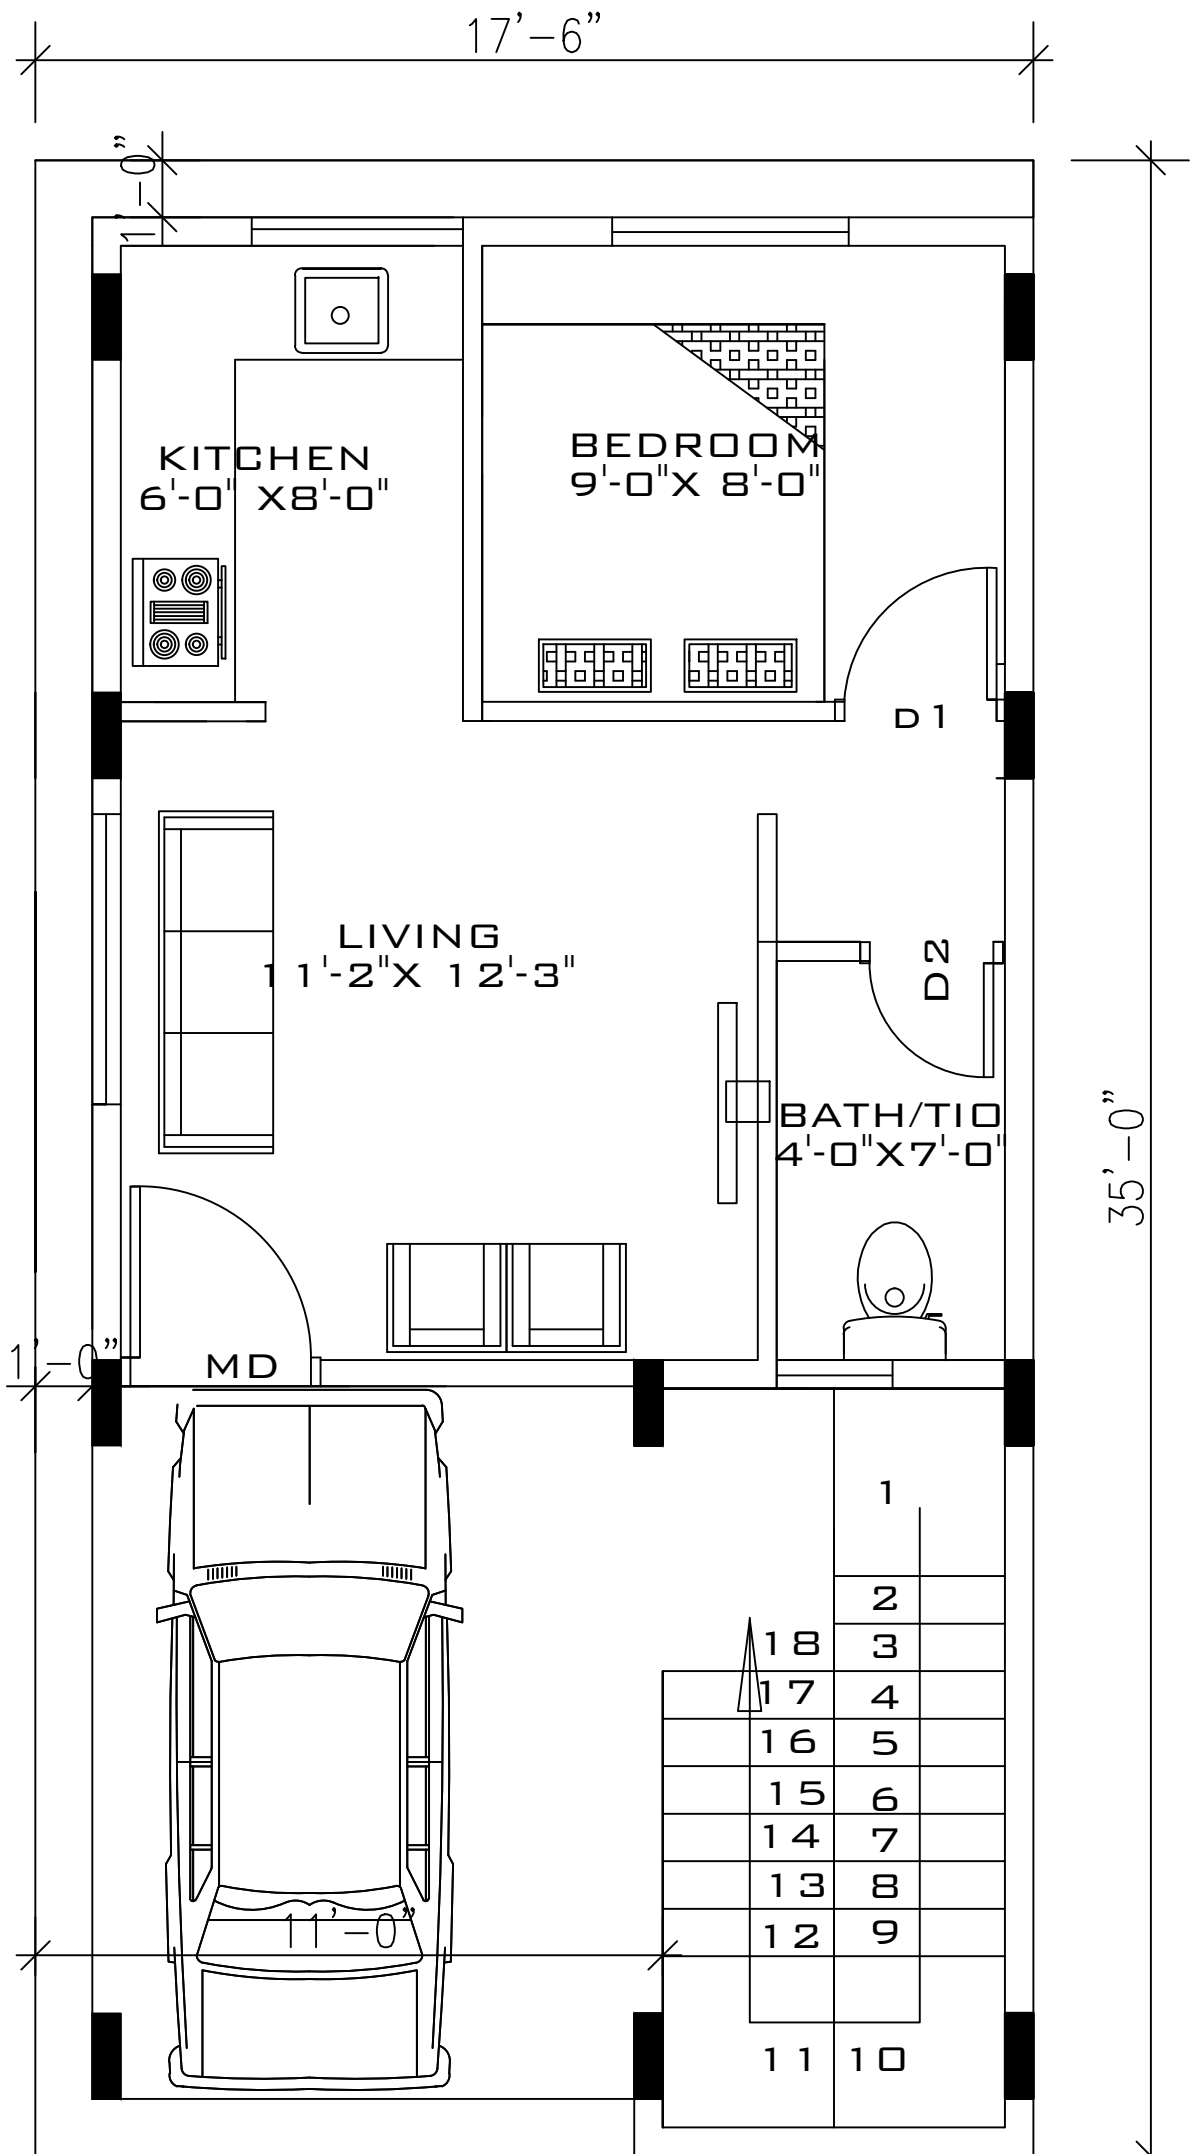 17'-6"
1'-0"
KITCHEN
6'-0" X8'-0"
BEDROOM
9'-0"X 8'-0"
D1
LIVING
11'-2"X 12'-3"
D2
BATH/TIO
4'-0"X7'-0"
35'-0"
1'-0"
MD
1
2
18
3
17
4
16
5
15
6
14
7
13
8
12
9
11'-0"
11
10